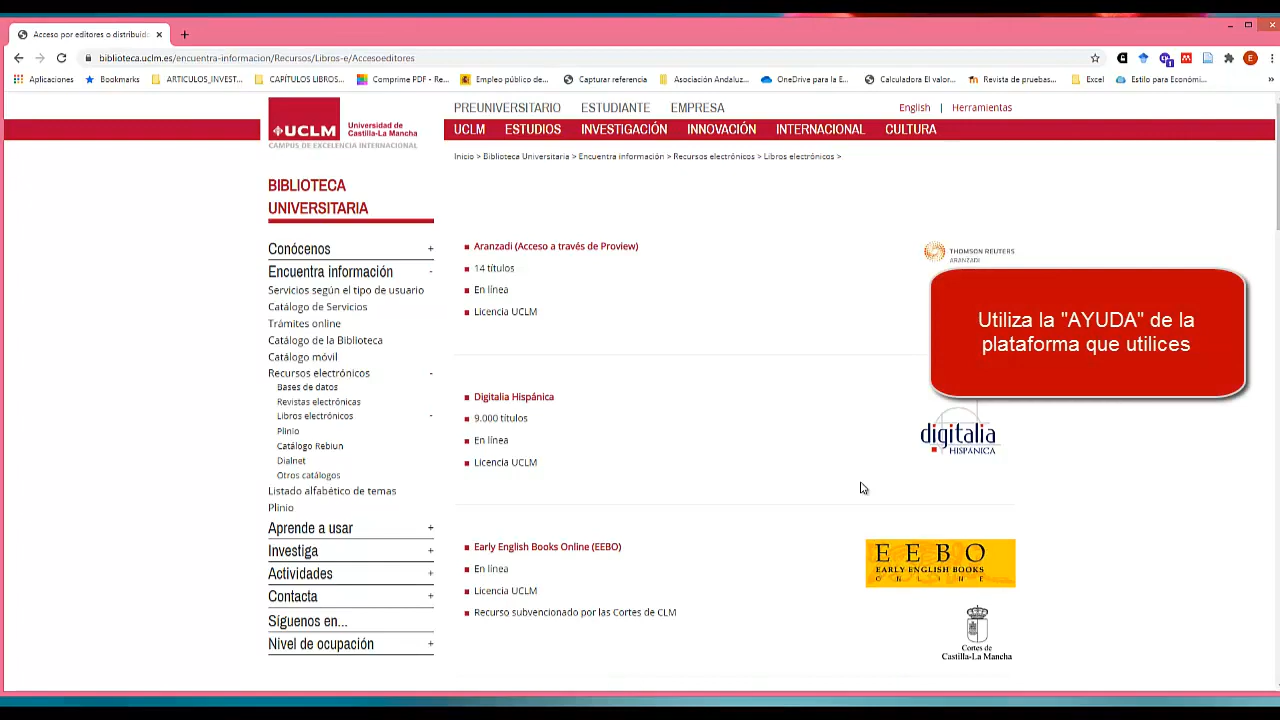 Acceso por editores o distribuid
biblioteca.uclm.es/encuentra-informacion/Recursos/Libros-e/Accesoeditores
Aplicaciones
Bookmarks
ARTICULOS_INVEST...
CAPÍTULOS LIBROS...
Comprime PDF - Re...
Empleo público de...
Capturar referencia
Asociación Andaluz...
OneDrive para la E...
Calculadora El valor...
Revista de pruebas...
Excel
Estilo para Económi...
PREUNIVERSITARIO ESTUDIANTE EMPRESA
English | Herramientas
UCLM
Universidad de
Castilla-La Mancha
CAMPUS DE EXCELENCIA INTERNACIONAL
UCLM ESTUDIOS INVESTIGACIÓN INNOVACIÓN INTERNACIONAL CULTURA
Inicio > Biblioteca Universitaria > Encuentra información > Recursos electrónicos > Libros electrónicos >
BIBLIOTECA
UNIVERSITARIA
Conócenos +
Encuentra información -
Servicios según el tipo de usuario
Catálogo de Servicios
Trámites online
Catálogo de la Biblioteca
Catálogo móvil
Recursos electrónicos -
Bases de datos
Revistas electrónicas
Libros electrónicos -
Plinio
Catálogo Rebiun
Dialnet
Otros catálogos
Listado alfabético de temas
Plinio
Aprende a usar +
Investiga +
Actividades +
Contacta +
Síguenos en...
Nivel de ocupación +
Aranzadi (Acceso a través de Proview)
14 títulos
En línea
Licencia UCLM
THOMSON REUTERS
ARANZADI
Utiliza la "AYUDA" de la
plataforma que utilices
Digitalia Hispánica
9.000 títulos
En línea
Licencia UCLM
digitalia
HISPANICA
Early English Books Online (EEBO)
En línea
Licencia UCLM
Recurso subvencionado por las Cortes de CLM
EEBO
EARLY ENGLISH BOOKS
ONLINE
Cortes de
Castilla-La Mancha